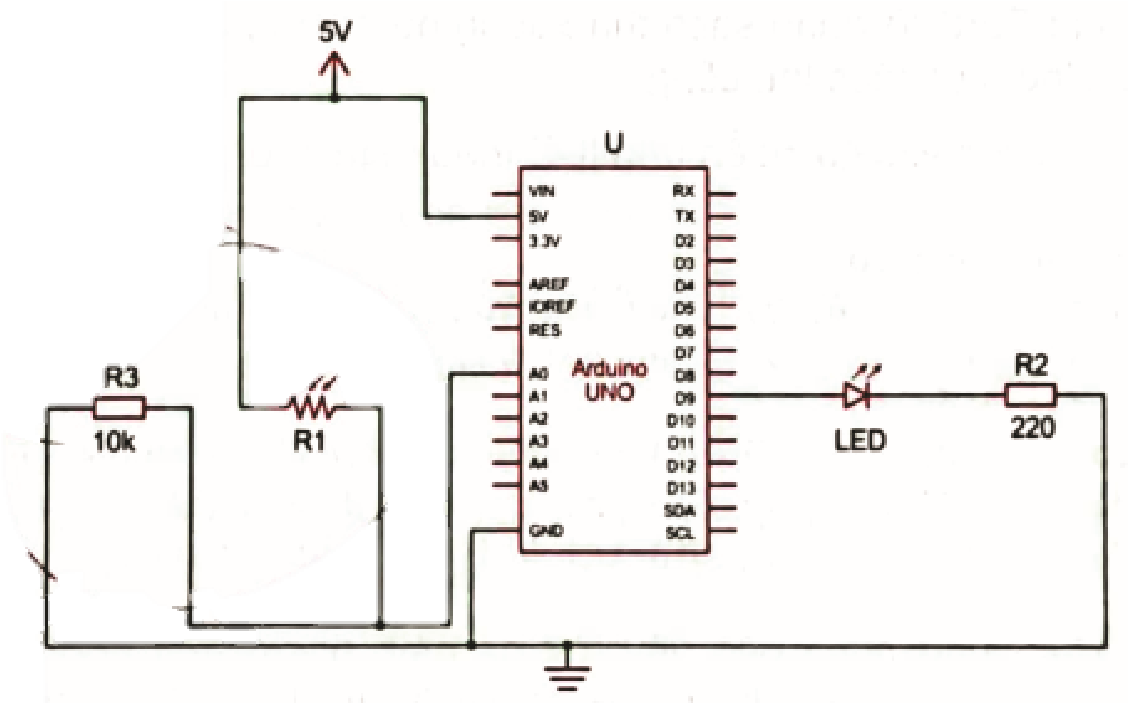 5V
U
VIN
5V
3.3V
AREF
IOREF
RES
A0
A1
A2
A3
A4
A5
GND
Arduino
UNO
RX
TX
D2
D3
D4
D5
D6
D7
D8
D9
D10
D11
D12
D13
SDA
SCL
R3
10k
R1
LED
R2
220